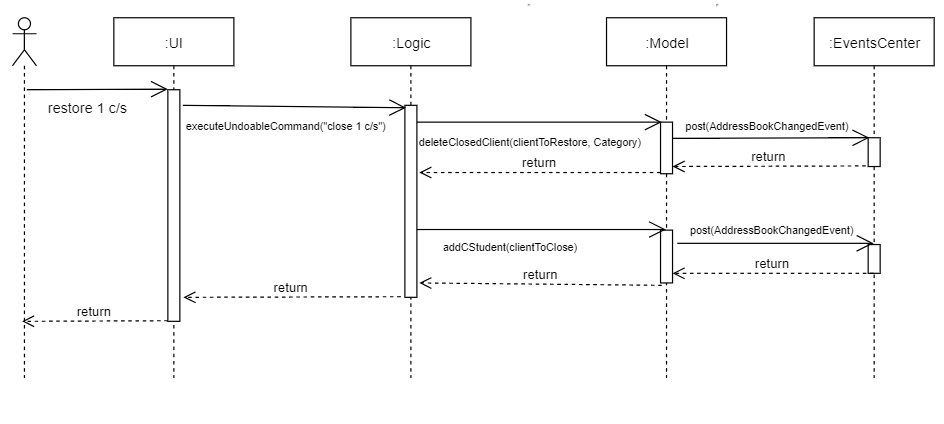 :UI
:Logic
:Model
:EventsCenter
restore 1 c/s
executeUndoableCommand("close 1 c/s")
deleteClosedClient(clientToRestore, Category)
post(AddressBookChangedEvent)
return
return
addCStudent(clientToClose)
post(AddressBookChangedEvent)
return
return
return
return